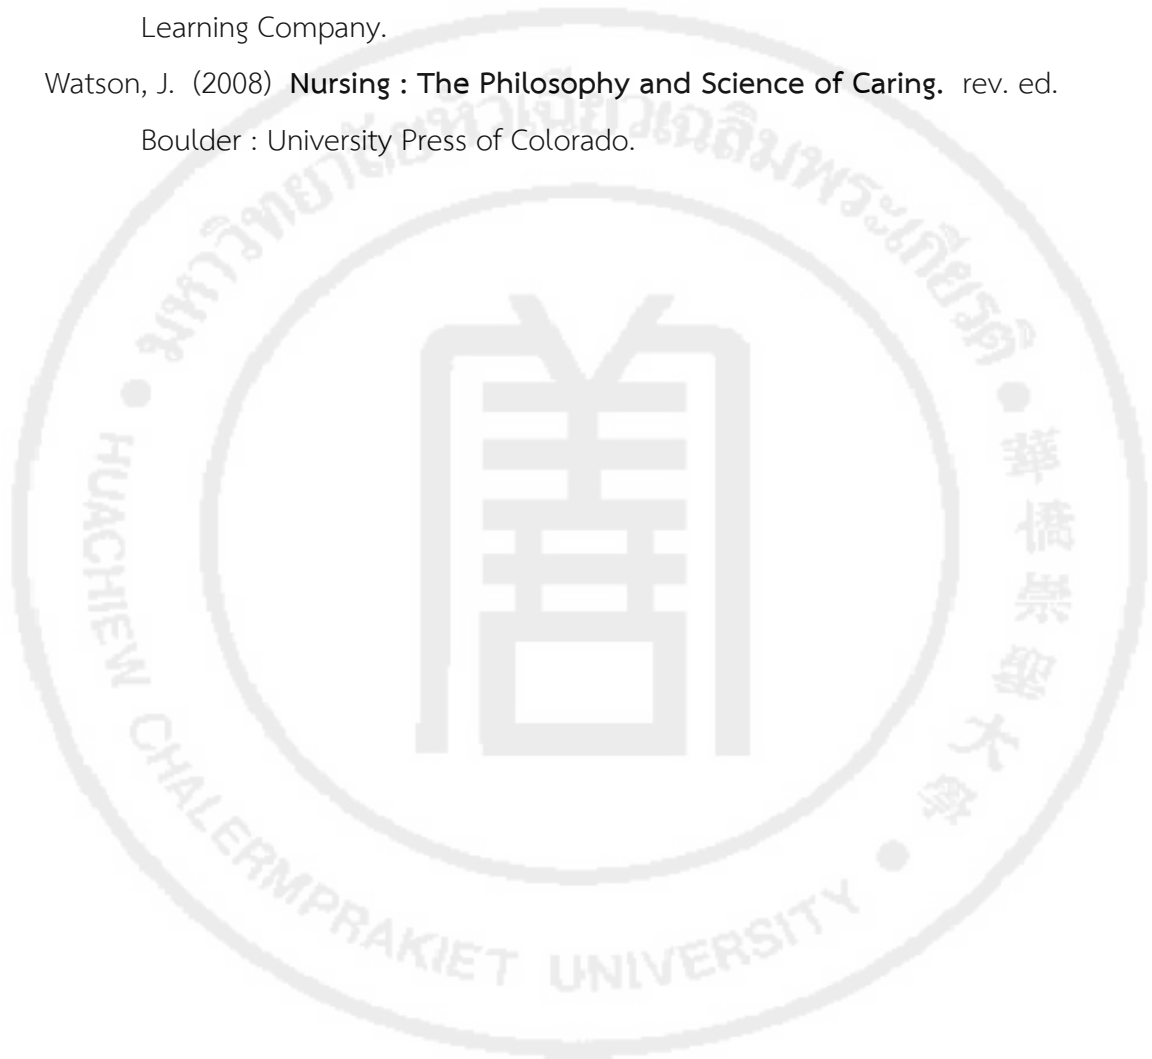 Learning Company.
Watson, J. (2008) Nursing : The Philosophy and Science of Caring. rev. ed.
Boulder : University Press of Colorado.
มหาวิทยาลัยหัวเฉียวเฉลิมพระเกียรติ
華僑崇聖大學
HUACHIEW CHALERMPRAKIET UNIVERSITY
善